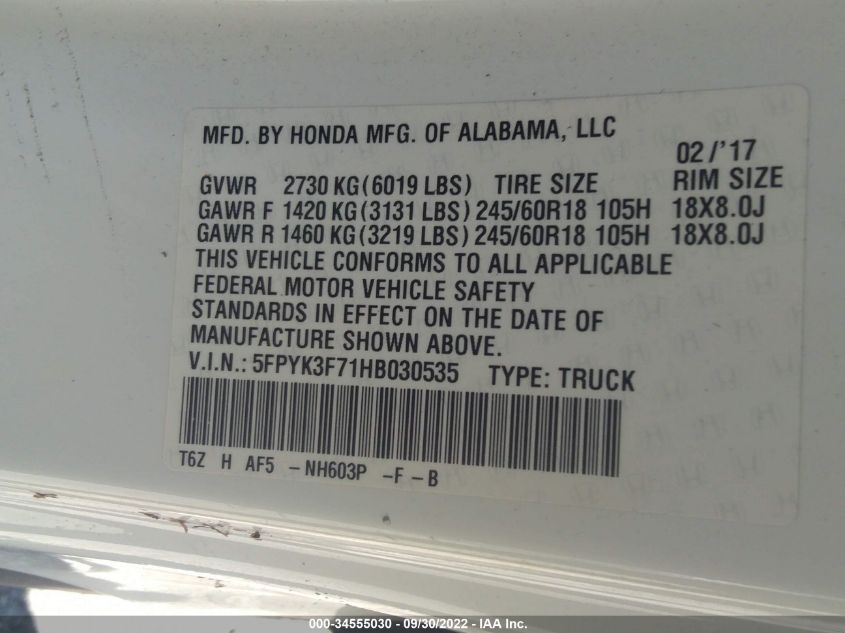 MFD. BY HONDA MFG. OF ALABAMA, LLC
02/'17
GVWR 2730 KG(6019 LBS) TIRE SIZE RIM SIZE
GAWR F 1420 KG(3131 LBS) 245/60R18 105H 18X8.0J
GAWR R 1460 KG(3219 LBS) 245/60R18 105H 18X8.0J
THIS VEHICLE CONFORMS TO ALL APPLICABLE
FEDERAL MOTOR VEHICLE SAFETY
STANDARDS IN EFFECT ON THE DATE OF
MANUFACTURE SHOWN ABOVE.
V.I.N.: 5FPYK3F71HB030535 TYPE: TRUCK
T6Z H AF5 -NH603P -F-B
000-34555030 - 09/30/2022 - IAA Inc.